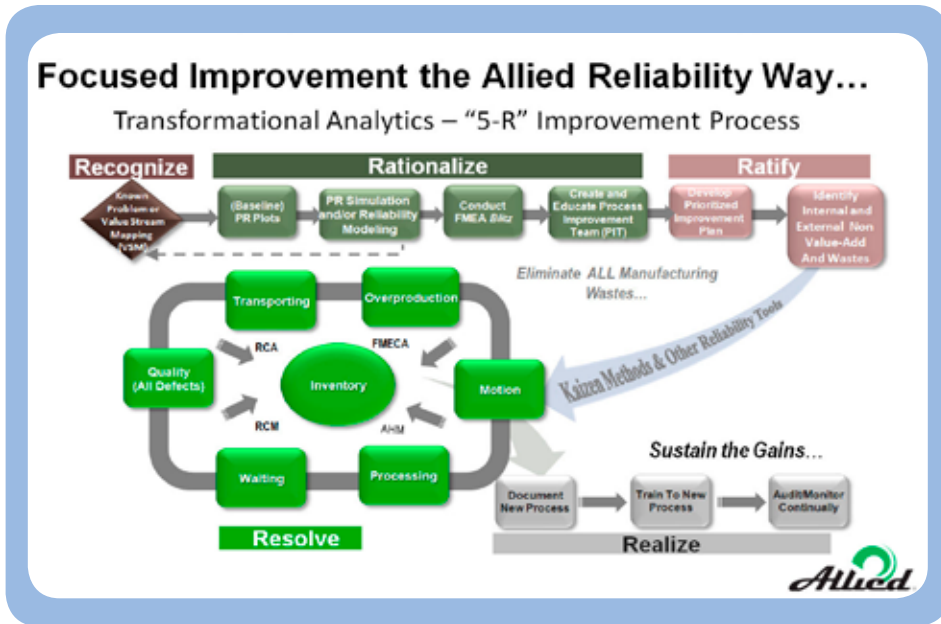 Focused Improvement the Allied Reliability Way...
Transformational Analytics – “5-R” Improvement Process
Recognize
Rationalize
Ratify
Known
Problem or
Value Stream
Mapping
(VSM)
(Baseline)
PR Plots
PR Simulation
and/or Reliability
Modeling
Conduct
FMEA Blitz
Create and
Educate Process
Improvement
Team (PIT)
Develop
Prioritized
Improvement
Plan
Identify
Internal and
External Non
Value-Add
And Wastes
Eliminate ALL Manufacturing
Wastes...
Kaizen Methods & Other Reliability Tools
Transporting
Overproduction
RCA
FMECA
Quality
(All Defects)
Inventory
Motion
RCM
AHM
Waiting
Processing
Resolve
Sustain the Gains...
Document
New Process
Train To New
Process
Audit/Monitor
Continually
Realize
Allied